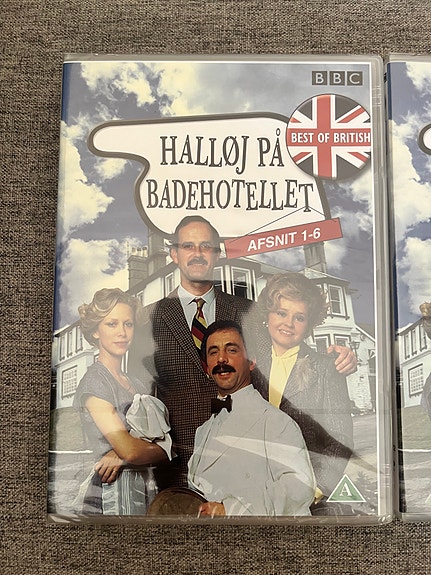 BBC
BEST OF BRITISH
HALLØJ PÅ
BADEHOTELLET
AFSNIT 1-6
A